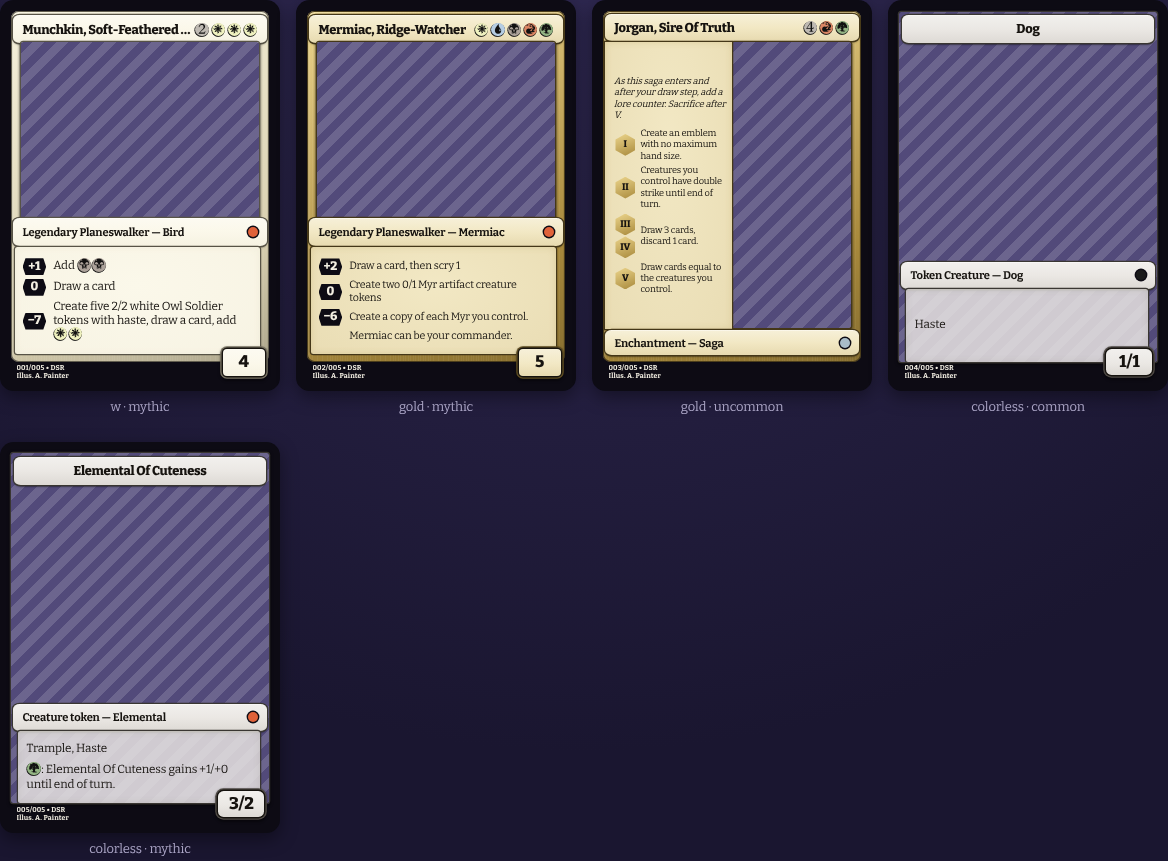 Munchkin, Soft-Feathered ... 2
+1 Add
0 Draw a card
−7 Create five 2/2 white Owl Soldier
tokens with haste, draw a card, add
4
001/005 • DSR
Illus. A. Painter
w · mythic
Legendary Planeswalker — Bird
Mermiac, Ridge-Watcher
Legendary Planeswalker — Mermiac
+2 Draw a card, then scry 1
0 Create two 0/1 Myr artifact creature
tokens
−6 Create a copy of each Myr you control.
Mermiac can be your commander.
5
002/005 • DSR
Illus. A. Painter
gold · mythic
Jorgan, Sire Of Truth 4
As this saga enters and
after your draw step, add a
lore counter. Sacrifice after
V.
I Create an emblem
with no maximum
hand size.
II Creatures you
control have double
strike until end of
turn.
III
IV
Draw 3 cards,
discard 1 card.
V Draw cards equal to
the creatures you
control.
Enchantment — Saga
003/005 • DSR
Illus. A. Painter
gold · uncommon
Dog
Token Creature — Dog
Haste
1/1
004/005 • DSR
Illus. A. Painter
colorless · common
Elemental Of Cuteness
Creature token — Elemental
Trample, Haste
: Elemental Of Cuteness gains +1/+0
until end of turn.
3/2
005/005 • DSR
Illus. A. Painter
colorless · mythic